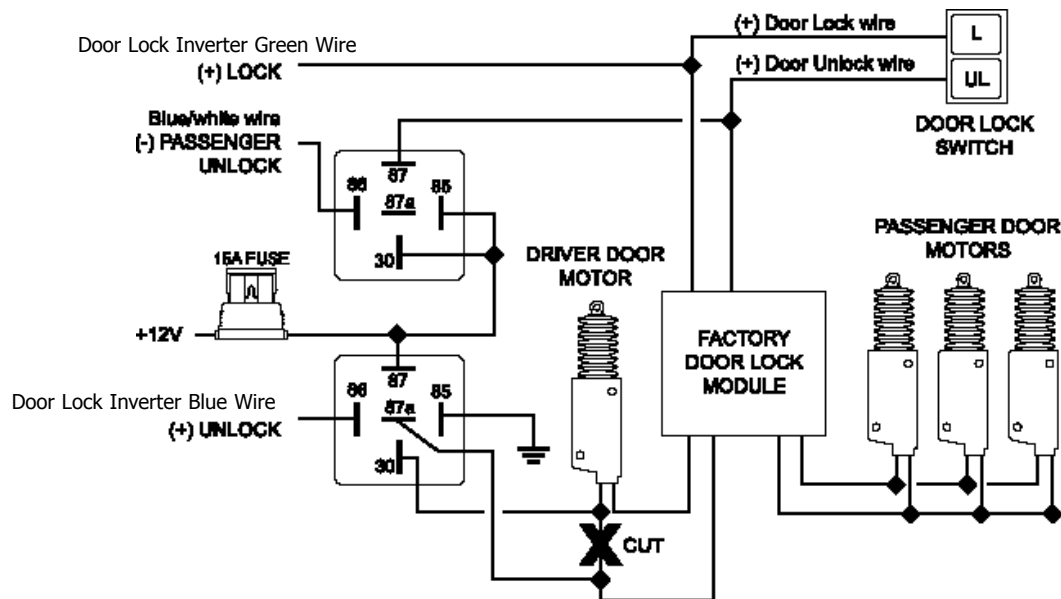 Door Lock Inverter Green Wire
(+) LOCK
(+) Door Lock wire
L
(+) Door Unlock wire
UL
DOOR LOCK
SWITCH
Blue/white wire
(-) PASSENGER
UNLOCK
87
86
85
87a
30
15A FUSE
+12V
DRIVER DOOR
MOTOR
PASSENGER DOOR
MOTORS
FACTORY
DOOR LOCK
MODULE
87
86
85
87a
30
Door Lock Inverter Blue Wire
(+) UNLOCK
CUT